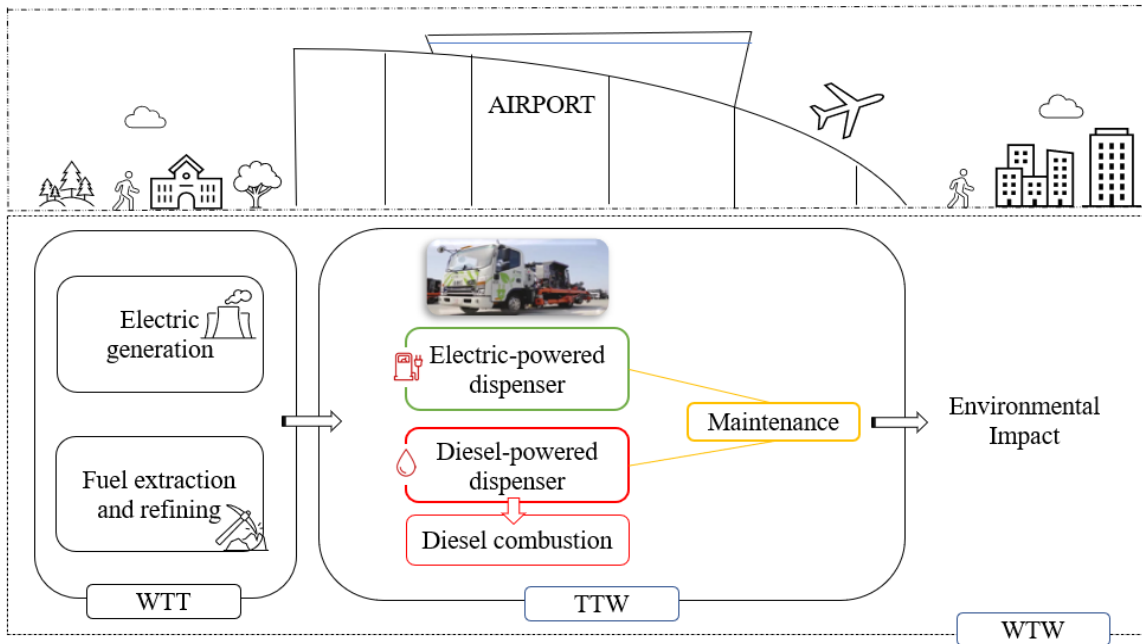 AIRPORT
Electric
generation
Fuel extraction
and refining
WTT
Electric-powered
dispenser
Diesel-powered
dispenser
Diesel combustion
Maintenance
TTW
Environmental
Impact
WTW